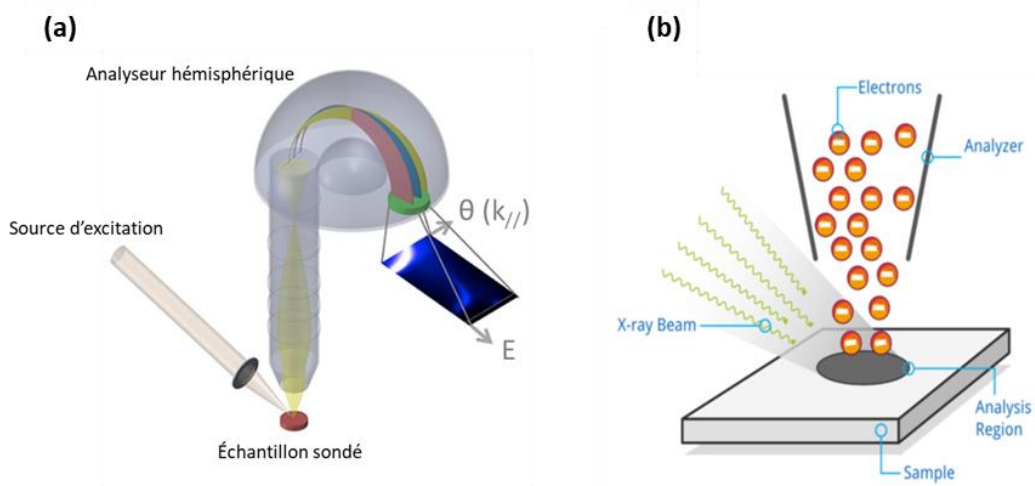 (a)
Analyseur hémisphérique
Source d'excitation
θ (k//)
E
Échantillon sondé
(b)
Electrons
Analyzer
X-ray Beam
Analysis
Region
Sample